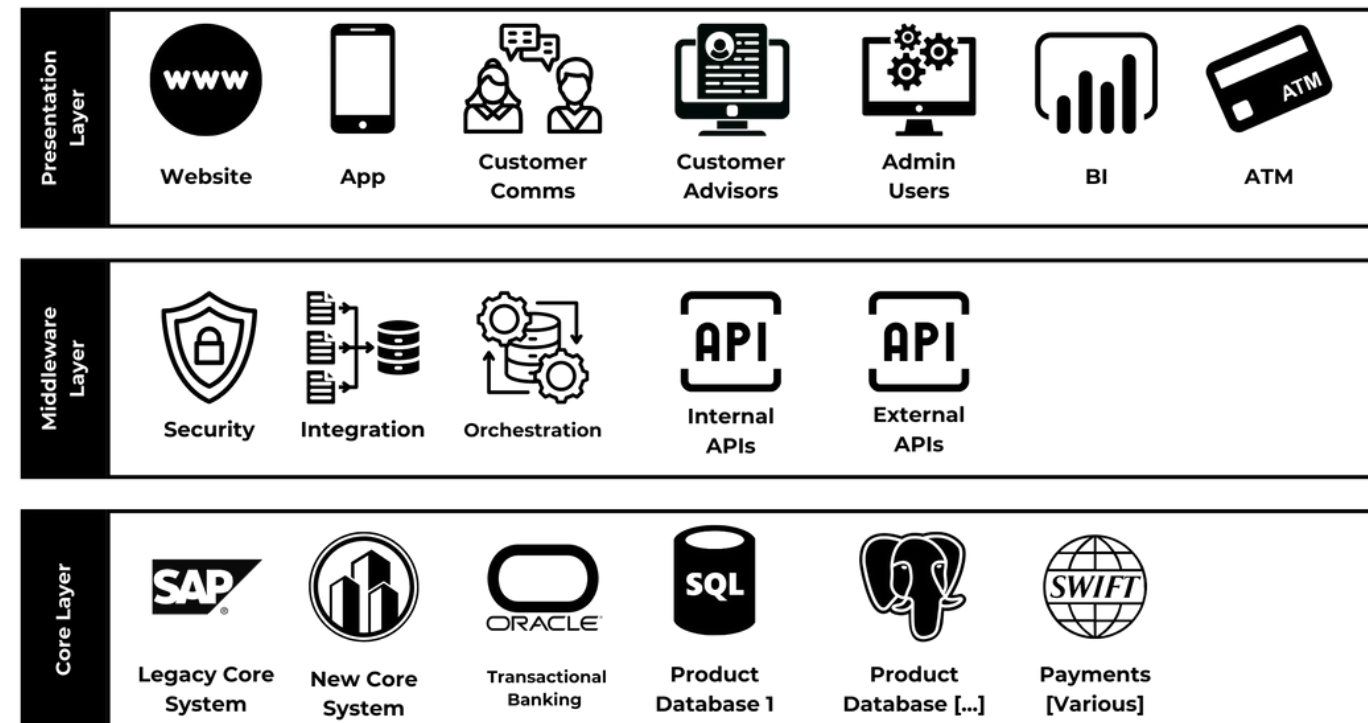 Presentation
Layer
www
ATM
Website
App
Customer
Comms
Customer
Advisors
Admin
Users
BI
ATM
Middleware
Layer
API
API
Security
Integration
Orchestration
Internal
APIs
External
APIs
Core Layer
SAP®
ORACLE
SQL
SWIFT
Legacy Core
System
New Core
System
Transactional
Banking
Product
Database 1
Product
Database [...]
Payments
[Various]